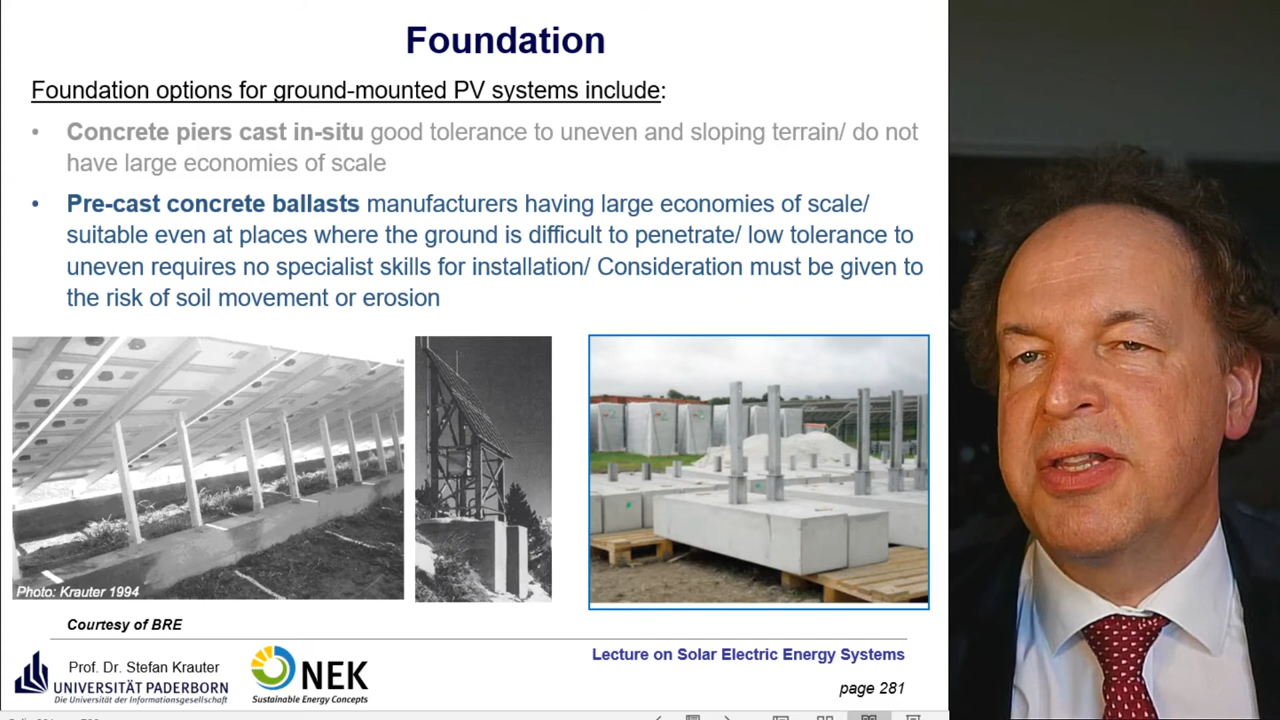 Foundation
Foundation options for ground-mounted PV systems include:
• Concrete piers cast in-situ good tolerance to uneven and sloping terrain/ do not
have large economies of scale
• Pre-cast concrete ballasts manufacturers having large economies of scale/
suitable even at places where the ground is difficult to penetrate/ low tolerance to
uneven requires no specialist skills for installation/ Consideration must be given to
the risk of soil movement or erosion
Photo: Krauter 1994
Courtesy of BRE
Prof. Dr. Stefan Krauter
UNIVERSITÄT PADERBORN
Die Universität der Informationsgesellschaft
NEK
Sustainable Energy Concepts
Lecture on Solar Electric Energy Systems
page 281